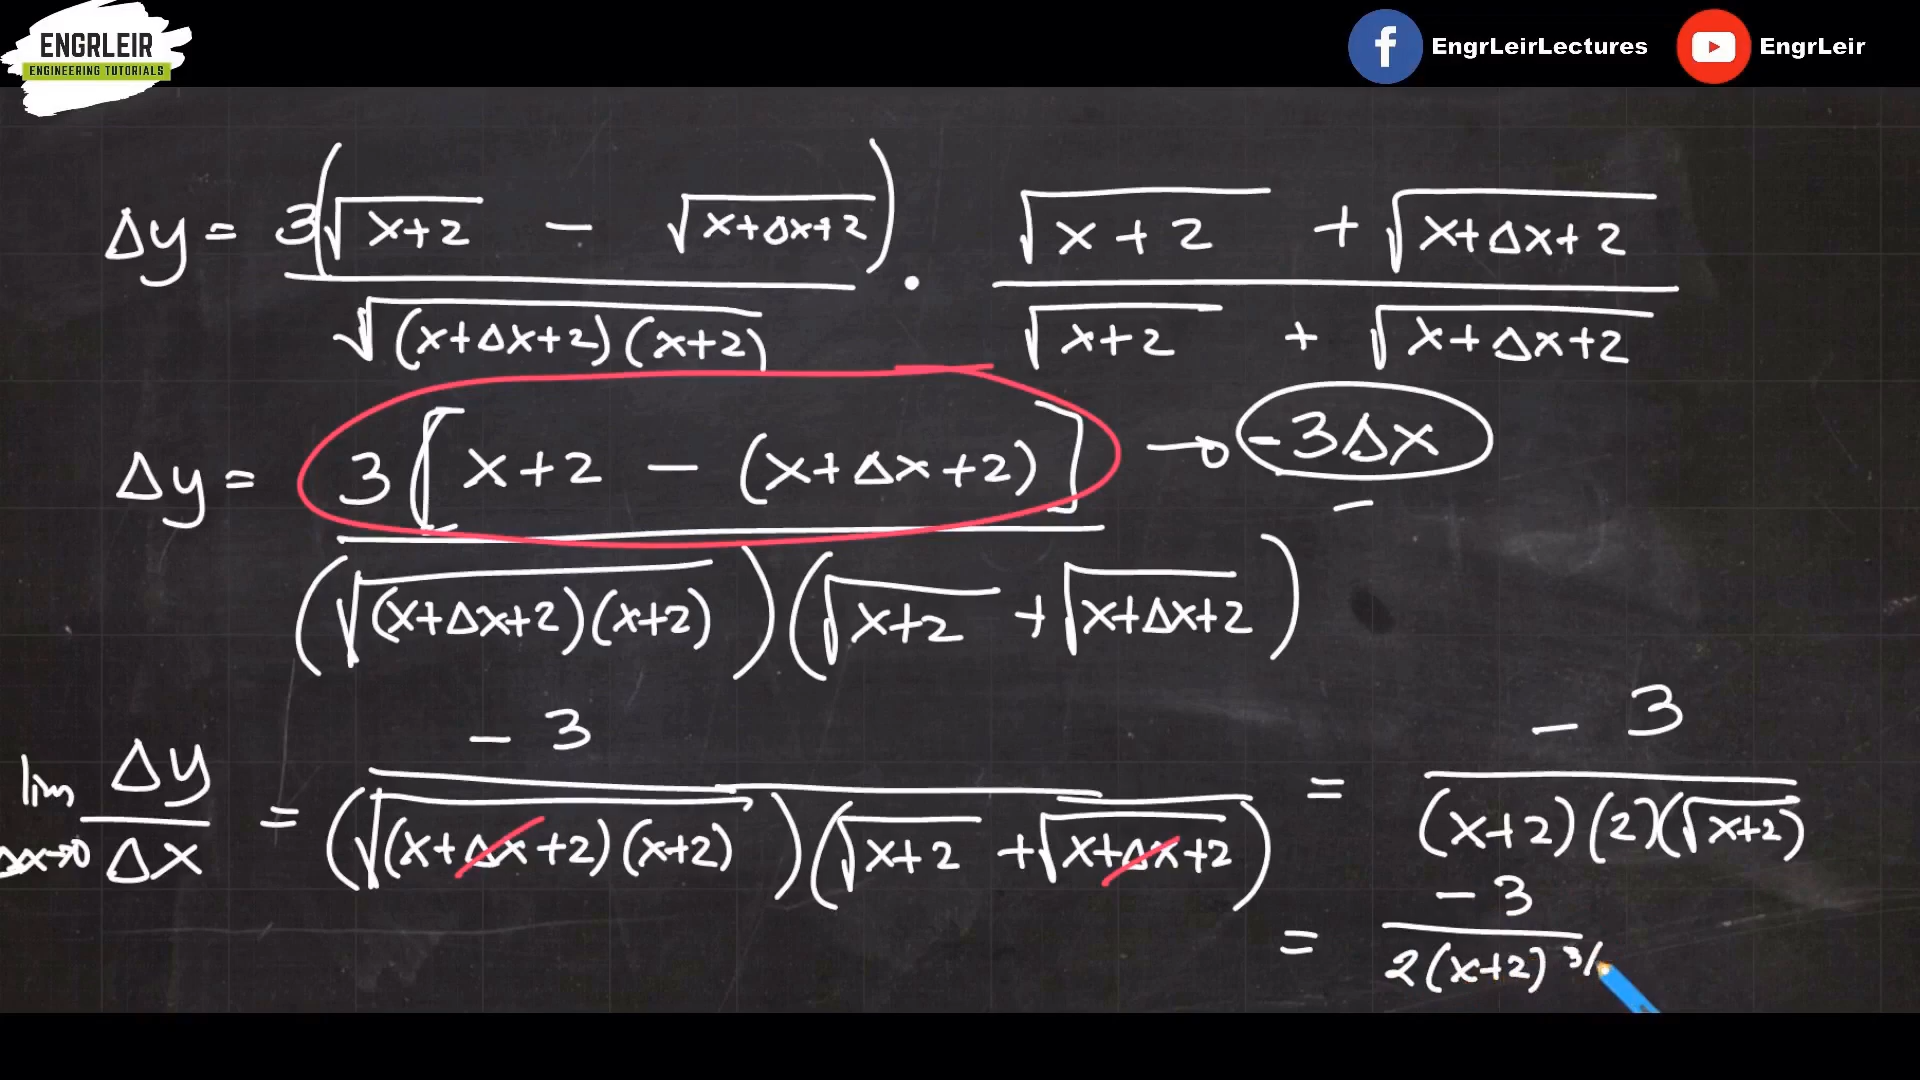 ENGRLEIR
ENGINEERING TUTORIALS
EngrLeirLectures
EngrLeir
Δy = 3(√(x+2) − √(x+Δx+2)) / √((x+Δx+2)(x+2)) · (√(x+2) + √(x+Δx+2)) / (√(x+2) + √(x+Δx+2))
Δy = 3[x+2 − (x+Δx+2)] / (√((x+Δx+2)(x+2)))(√(x+2) + √(x+Δx+2)) → −3Δx
lim Δx→0 Δy/Δx = −3 / (√((x+Δx+2)(x+2)))(√(x+2) + √(x+Δx+2)) = −3 / (x+2)(2)(√(x+2))
= −3 / 2(x+2)^3/